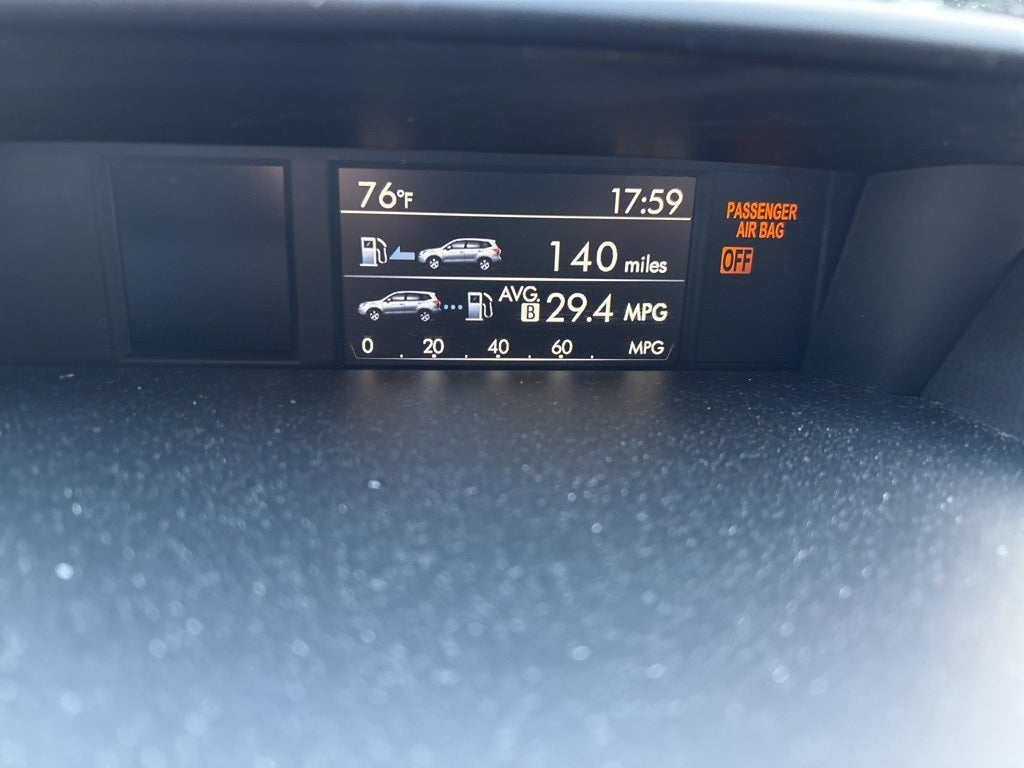 76°F 17:59
140 miles
AVG. B 29.4 MPG
0 20 40 60 MPG
PASSENGER
AIR BAG
OFF